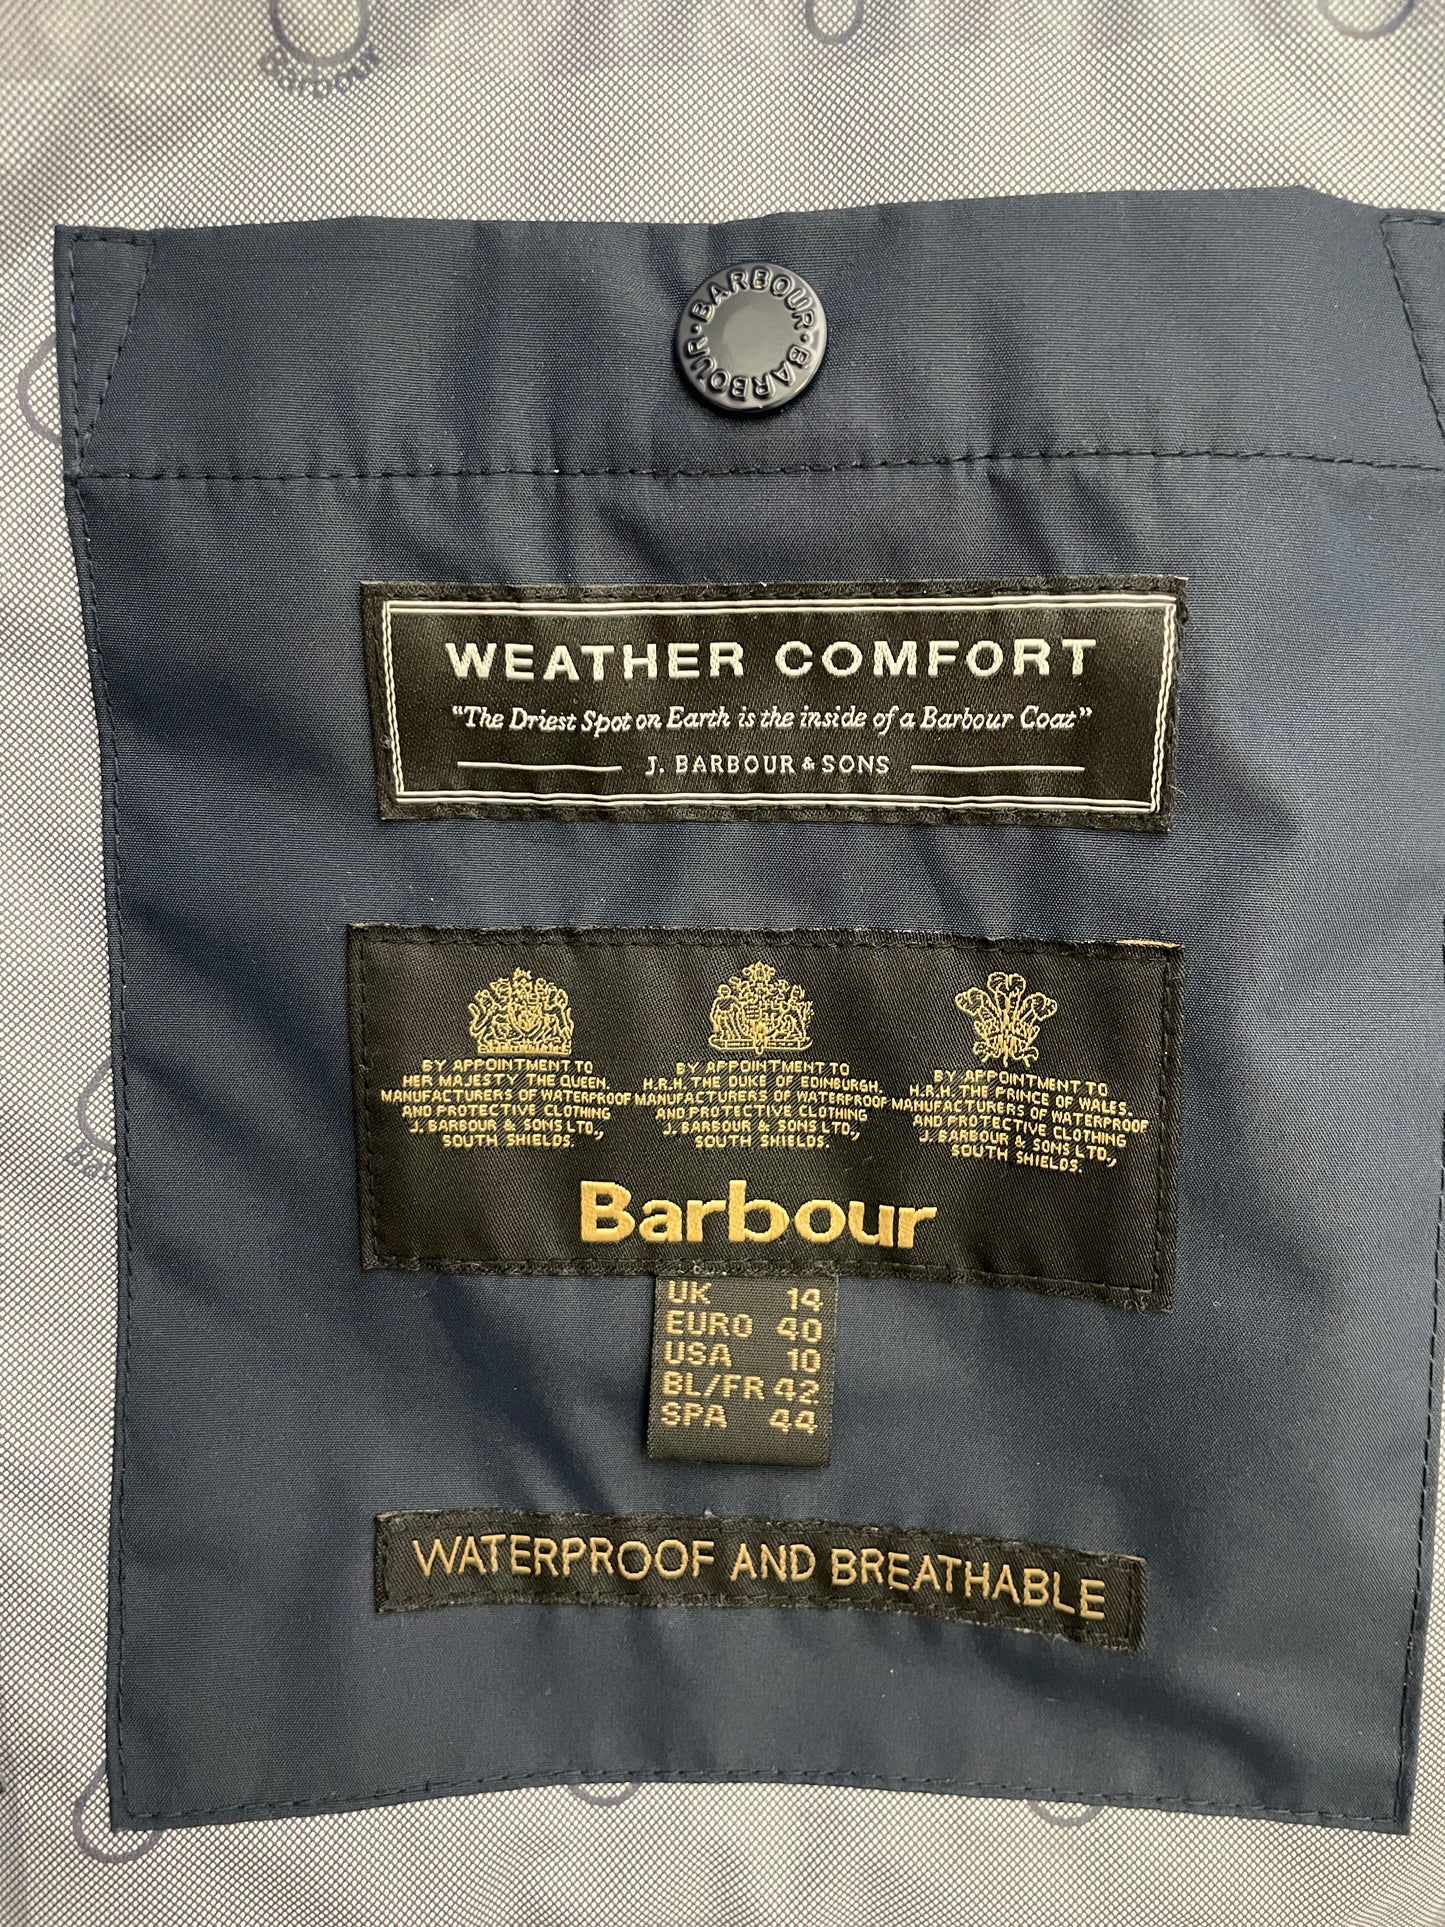 Barbour
BARBOUR · BARBOUR ·
WEATHER COMFORT
"The Driest Spot on Earth is the inside of a Barbour Coat"
J. BARBOUR & SONS
BY APPOINTMENT TO
HER MAJESTY THE QUEEN.
MANUFACTURERS OF WATERPROOF
AND PROTECTIVE CLOTHING
J. BARBOUR & SONS LTD.,
SOUTH SHIELDS.
BY APPOINTMENT TO
H.R.H. THE DUKE OF EDINBURGH.
MANUFACTURERS OF WATERPROOF
AND PROTECTIVE CLOTHING
J. BARBOUR & SONS LTD.,
SOUTH SHIELDS.
BY APPOINTMENT TO
H.R.H. THE PRINCE OF WALES.
MANUFACTURERS OF WATERPROOF
AND PROTECTIVE CLOTHING
J. BARBOUR & SONS LTD.,
SOUTH SHIELDS.
Barbour
UK 14
EURO 40
USA 10
BL/FR 42
SPA 44
WATERPROOF AND BREATHABLE